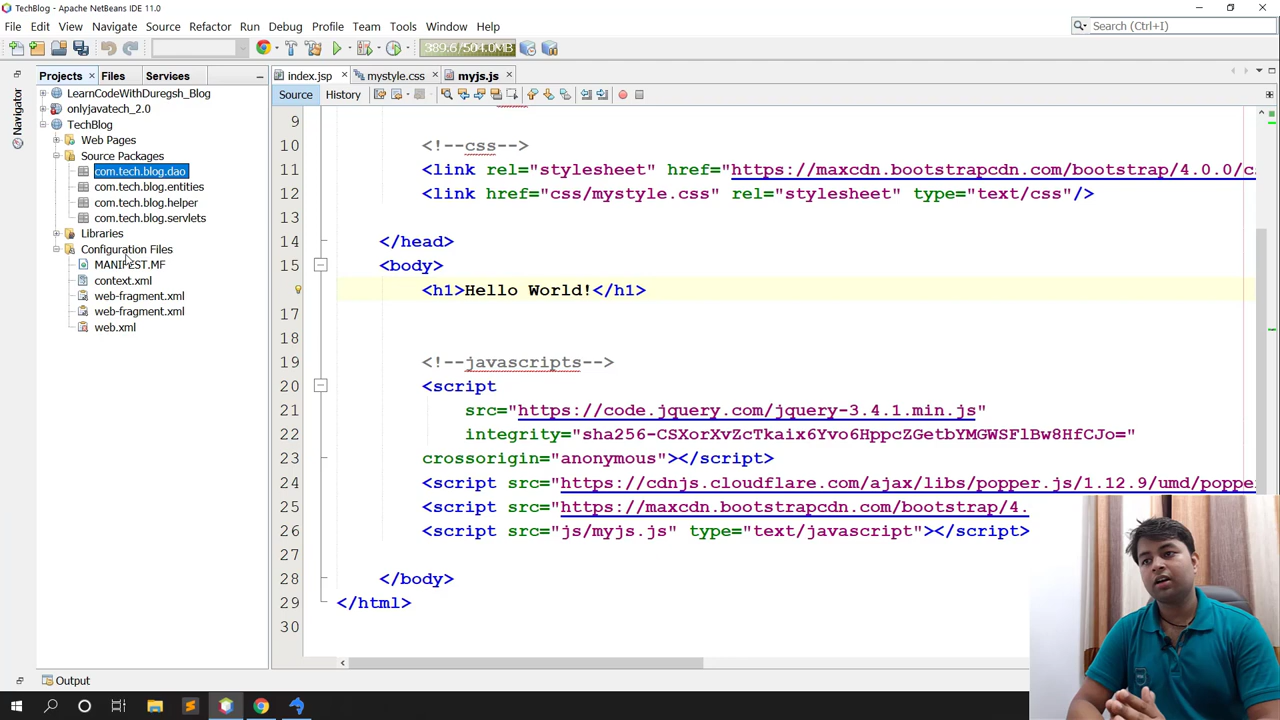 TechBlog - Apache NetBeans IDE 11.0
File Edit View Navigate Source Refactor Run Debug Profile Team Tools Window Help
Search (Ctrl+I)
389.6/504.0MB
Projects Files Services
index.jsp mystyle.css myjs.js
Source History
Navigator
LearnCodeWithDuregsh_Blog
onlyjavatech_2.0
TechBlog
Web Pages
Source Packages
com.tech.blog.dao
com.tech.blog.entities
com.tech.blog.helper
com.tech.blog.servlets
Libraries
Configuration Files
MANIFEST.MF
context.xml
web-fragment.xml
web-fragment.xml
web.xml
9
10 <!--css-->
11 <link rel="stylesheet" href="https://maxcdn.bootstrapcdn.com/bootstrap/4.0.0/cs
12 <link href="css/mystyle.css" rel="stylesheet" type="text/css"/>
13
14 </head>
15 <body>
<h1>Hello World!</h1>
17
18
19 <!--javascripts-->
20 <script
21 src="https://code.jquery.com/jquery-3.4.1.min.js"
22 integrity="sha256-CSXorXvZcTkaix6Yvo6HppcZGetbYMGWSFlBw8HfCJo="
23 crossorigin="anonymous"></script>
24 <script src="https://cdnjs.cloudflare.com/ajax/libs/popper.js/1.12.9/umd/popper
25 <script src="https://maxcdn.bootstrapcdn.com/bootstrap/4.
26 <script src="js/myjs.js" type="text/javascript"></script>
27
28 </body>
29 </html>
30
Output